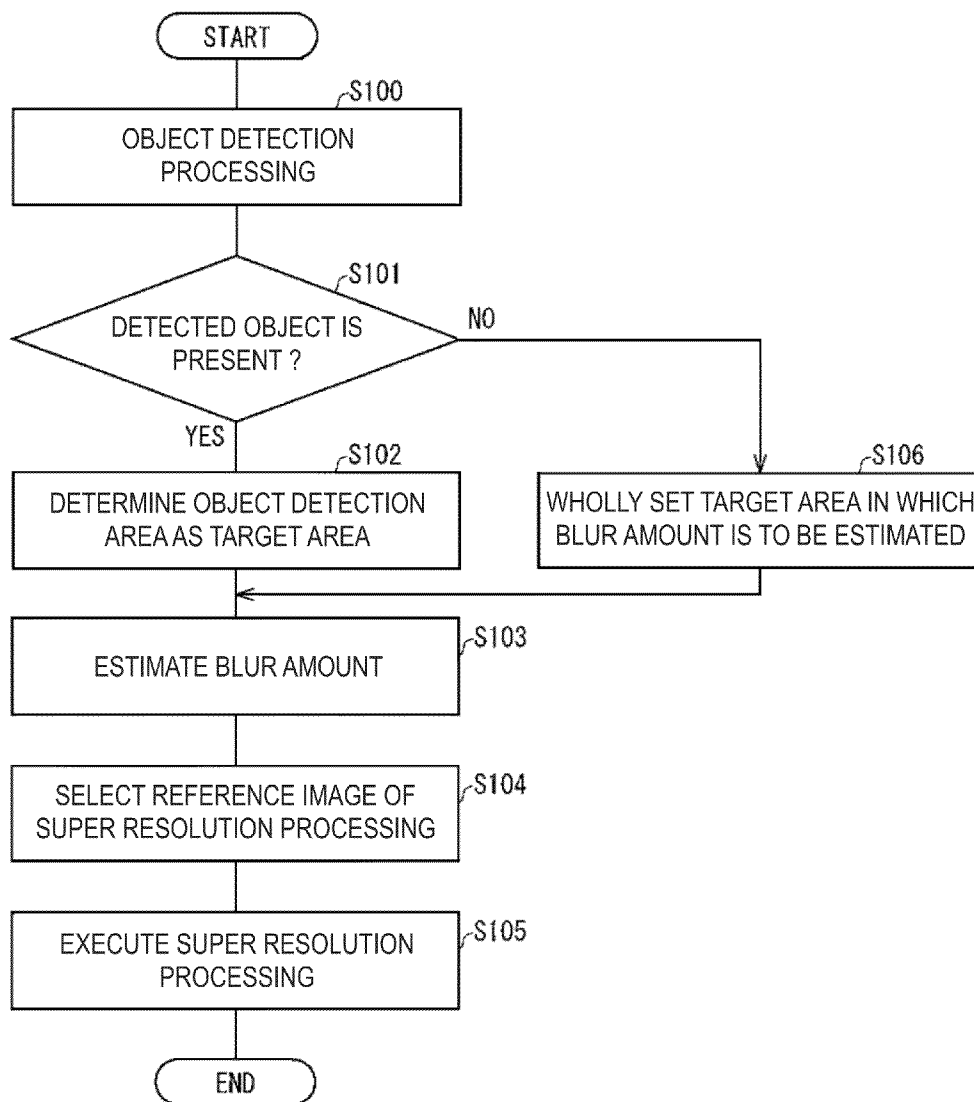 START
S100
OBJECT DETECTION
PROCESSING
S101
DETECTED OBJECT IS
PRESENT ?
NO
YES
S102
DETERMINE OBJECT DETECTION
AREA AS TARGET AREA
S106
WHOLLY SET TARGET AREA IN WHICH
BLUR AMOUNT IS TO BE ESTIMATED
S103
ESTIMATE BLUR AMOUNT
S104
SELECT REFERENCE IMAGE OF
SUPER RESOLUTION PROCESSING
S105
EXECUTE SUPER RESOLUTION
PROCESSING
END